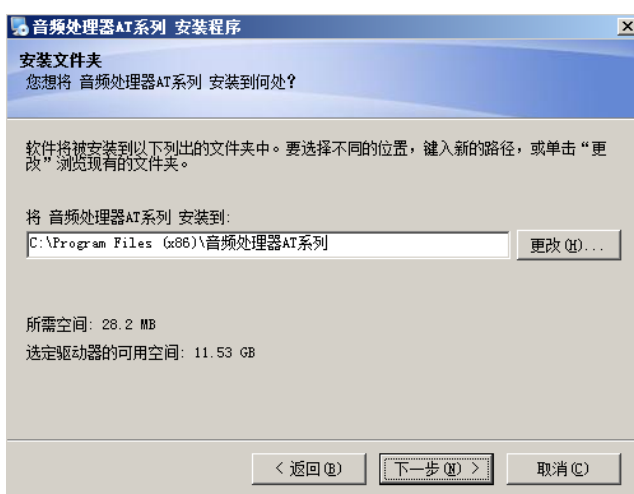 音频处理器AT系列 安装程序
安装文件夹
您想将 音频处理器AT系列 安装到何处?
软件将被安装到以下列出的文件夹中。要选择不同的位置，键入新的路径，或单击“更
改”浏览现有的文件夹。
将 音频处理器AT系列 安装到:
C:\Program Files (x86)\音频处理器AT系列
更改(H)...
所需空间: 28.2 MB
选定驱动器的可用空间: 11.53 GB
< 返回(B)
下一步(N) >
取消(C)